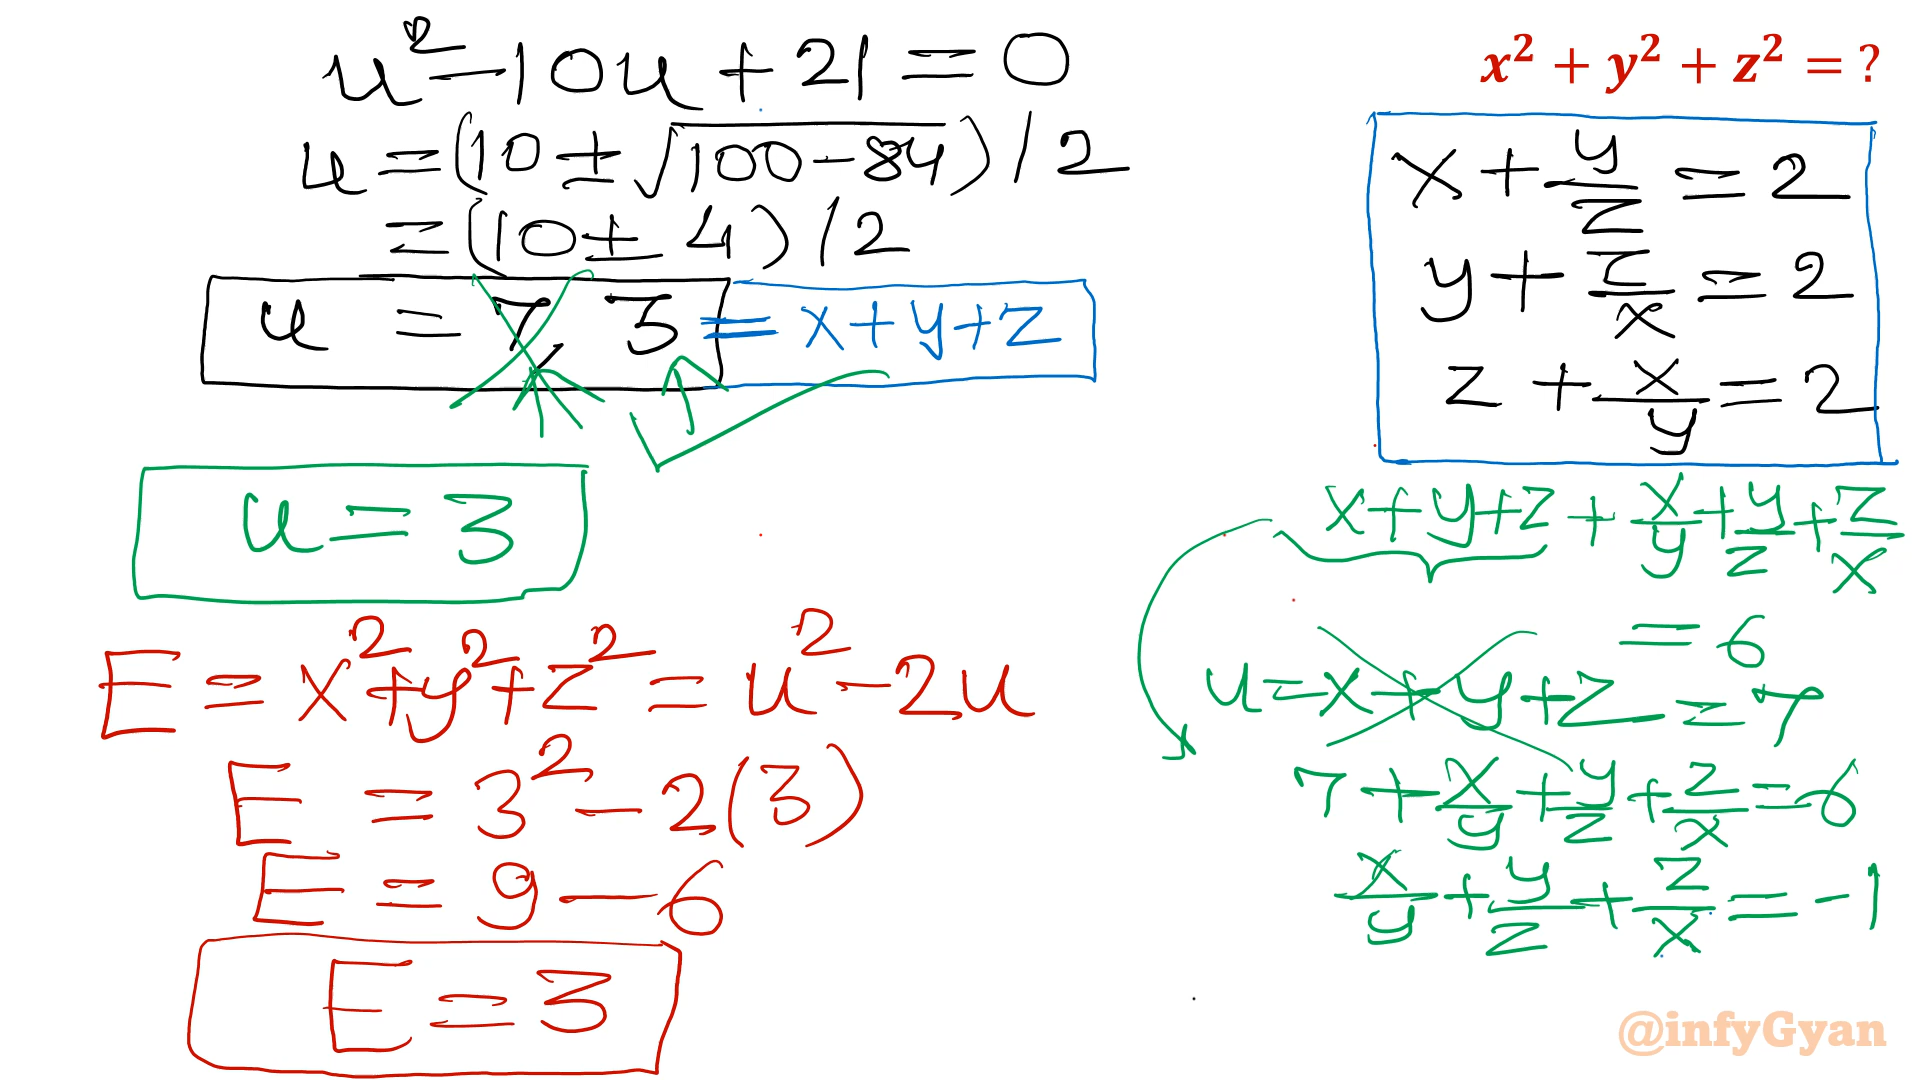 u² - 10u + 21 = 0
u = (10 ± √100 - 84) / 2
= (10 ± 4) / 2
u = 7, 3 = x + y + z
u = 3
E = x² + y² + z² = u² - 2u
E = 3² - 2(3)
E = 9 - 6
E = 3
x² + y² + z² = ?
x + y/z = 2
y + z/x = 2
z + x/y = 2
x + y + z + x/y + y/z + z/x
= 6
u = x + y + z = 7
7 + x/y + y/z + z/x = 6
x/y + y/z + z/x = -1
@infyGyan